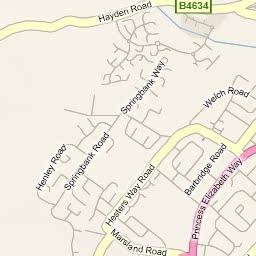 B4634
Hayden Road
Springbank Way
Welch Road
Henley Road
Springbank Road
Hesters Way Road
Barbridge Road
Princess Elizabeth Way
Marsland Road